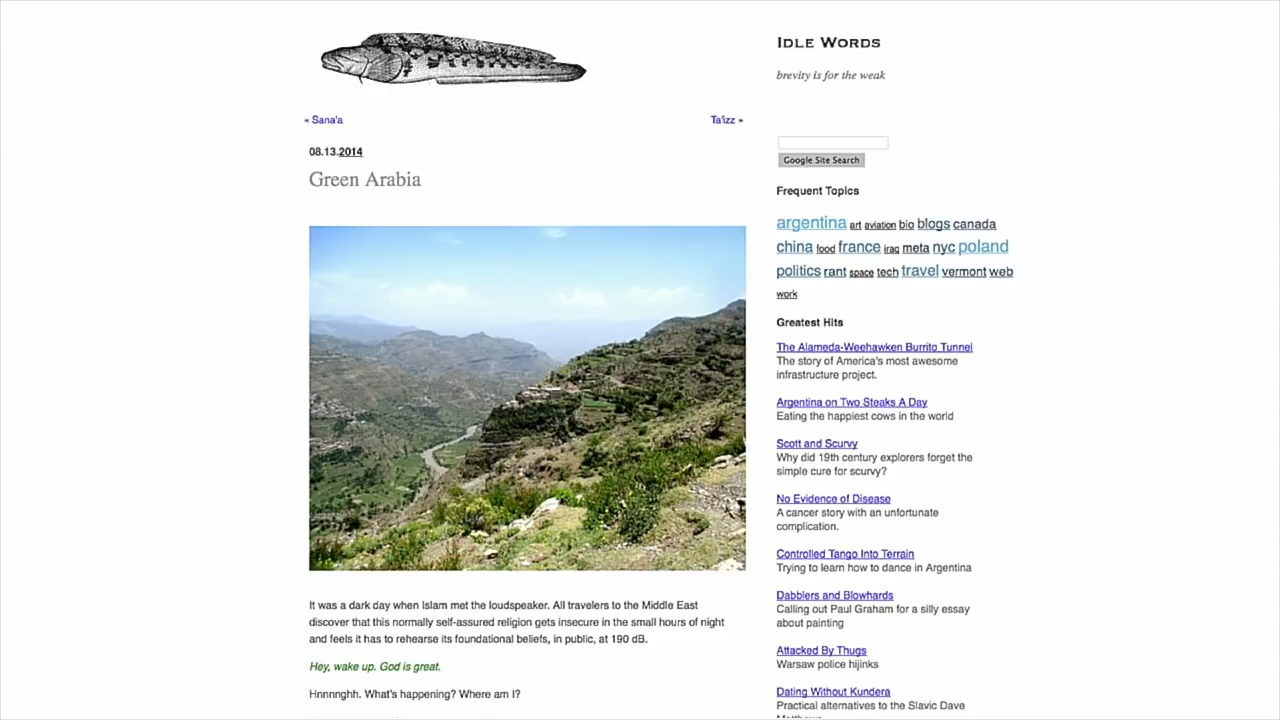 IDLE WORDS
brevity is for the weak
« Sana'a
Ta'izz »
08.13.2014
Green Arabia
It was a dark day when Islam met the loudspeaker. All travelers to the Middle East
discover that this normally self-assured religion gets insecure in the small hours of night
and feels it has to rehearse its foundational beliefs, in public, at 190 dB.
Hey, wake up. God is great.
Hnnnnghh. What's happening? Where am I?
Google Site Search
Frequent Topics
argentina art aviation bio blogs canada
china food france iraq meta nyc poland
politics rant space tech travel vermont web
work
Greatest Hits
The Alameda-Weehawken Burrito Tunnel
The story of America's most awesome
infrastructure project.
Argentina on Two Steaks A Day
Eating the happiest cows in the world
Scott and Scurvy
Why did 19th century explorers forget the
simple cure for scurvy?
No Evidence of Disease
A cancer story with an unfortunate
complication.
Controlled Tango Into Terrain
Trying to learn how to dance in Argentina
Dabblers and Blowhards
Calling out Paul Graham for a silly essay
about painting
Attacked By Thugs
Warsaw police hijinks
Dating Without Kundera
Practical alternatives to the Slavic Dave